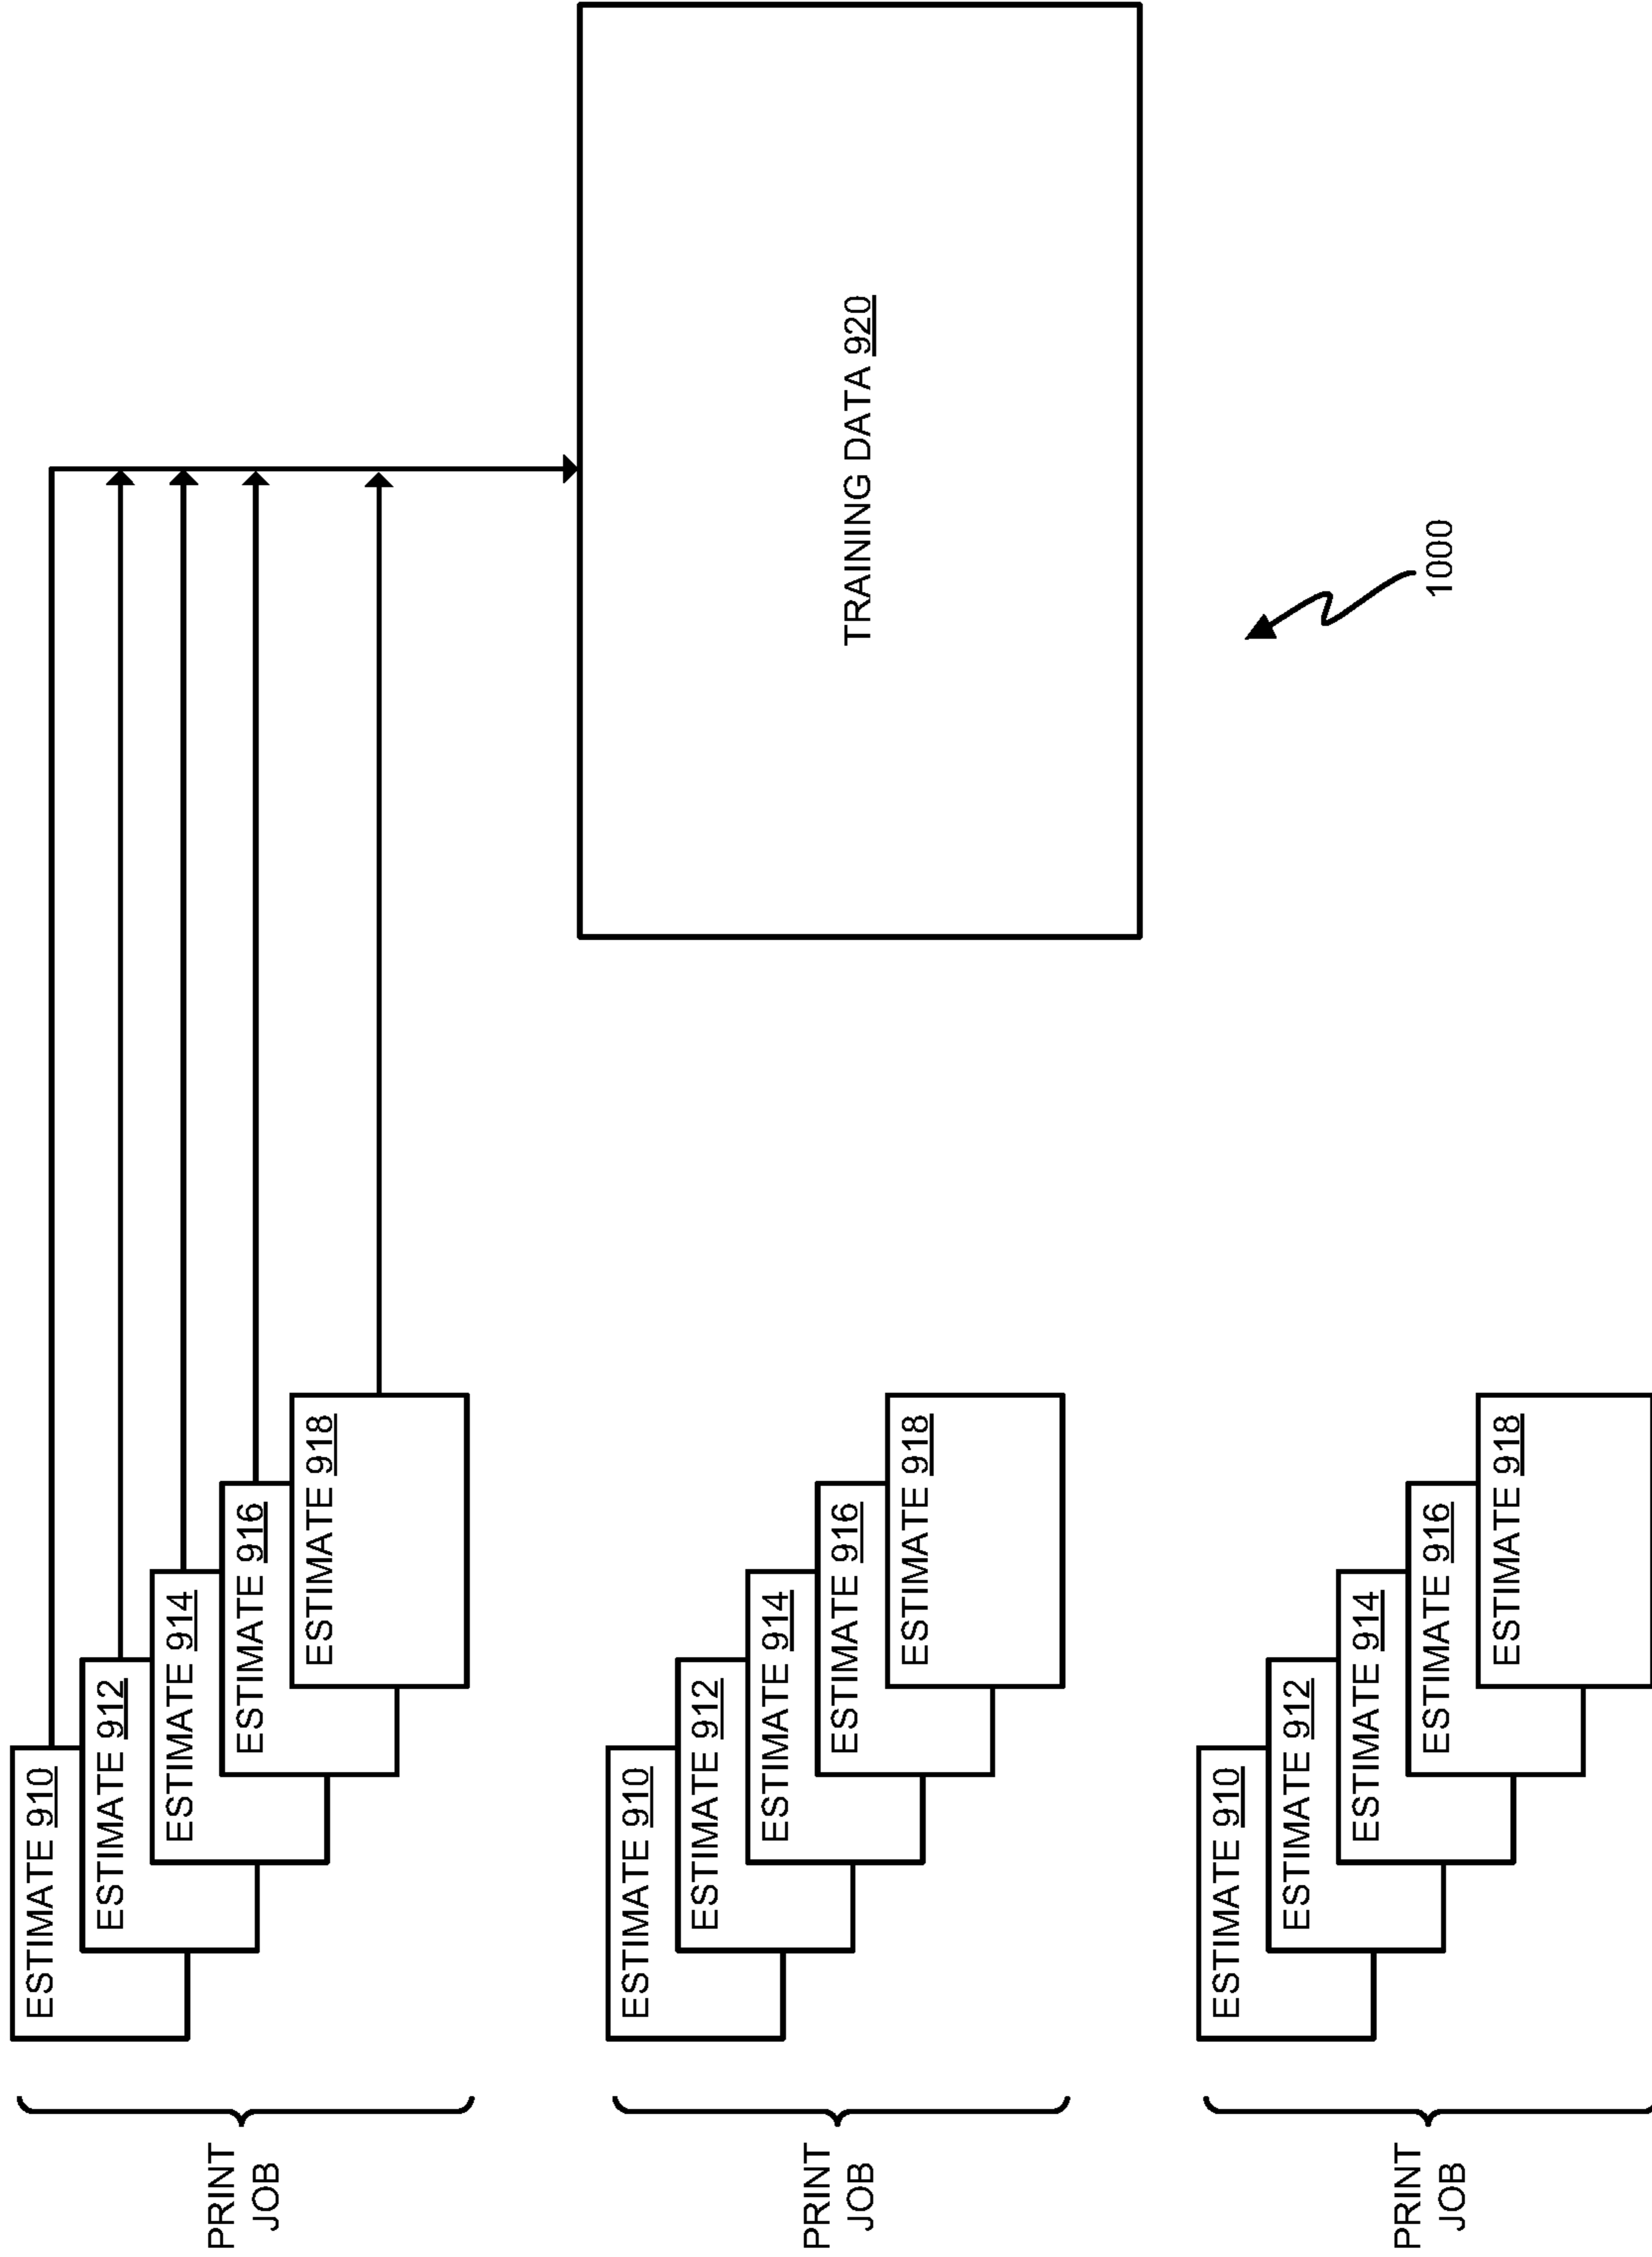 PRINT
JOB
ESTIMATE 910
ESTIMATE 912
ESTIMATE 914
ESTIMATE 916
ESTIMATE 918
PRINT
JOB
ESTIMATE 910
ESTIMATE 912
ESTIMATE 914
ESTIMATE 916
ESTIMATE 918
PRINT
JOB
ESTIMATE 910
ESTIMATE 912
ESTIMATE 914
ESTIMATE 916
ESTIMATE 918
TRAINING DATA 920
1000